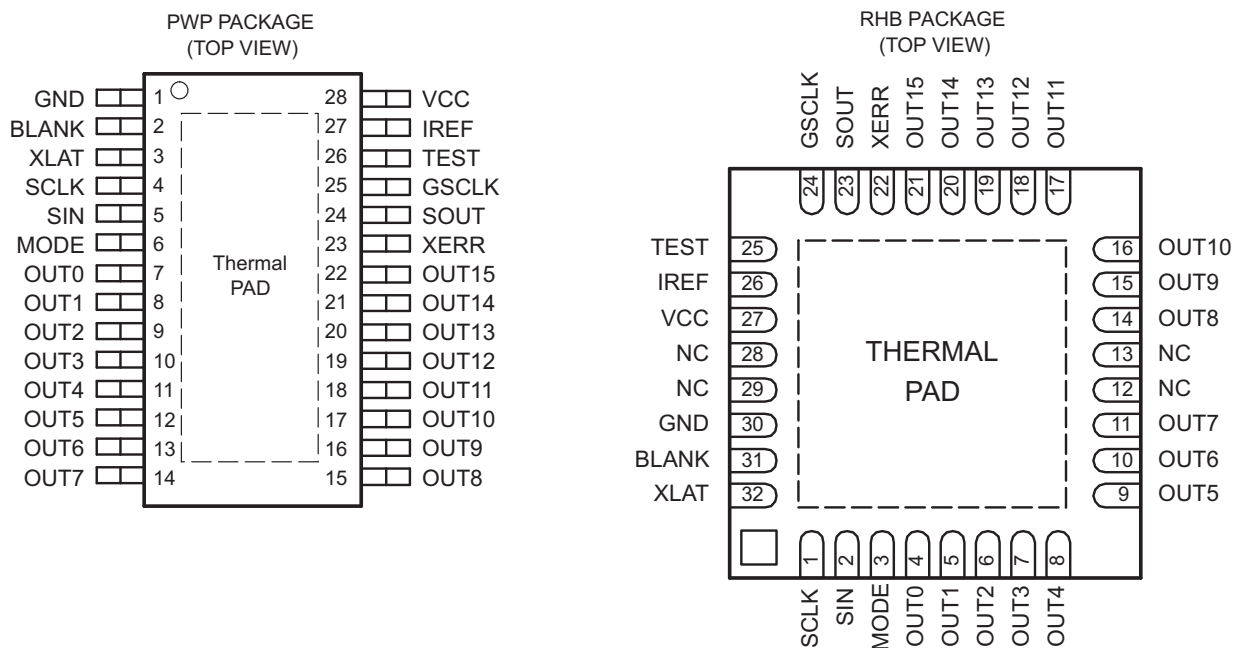 PWP PACKAGE
(TOP VIEW)
GND 1 28 VCC
BLANK 2 27 IREF
XLAT 3 26 TEST
SCLK 4 25 GSCLK
SIN 5 24 SOUT
MODE 6 23 XERR
OUT0 7 22 OUT15
OUT1 8 21 OUT14
OUT2 9 20 OUT13
OUT3 10 19 OUT12
OUT4 11 18 OUT11
OUT5 12 17 OUT10
OUT6 13 16 OUT9
OUT7 14 15 OUT8
Thermal
PAD
RHB PACKAGE
(TOP VIEW)
GSCLK SOUT XERR OUT15 OUT14 OUT13 OUT12 OUT11
24 23 22 21 20 19 18 17
TEST 25 16 OUT10
IREF 26 15 OUT9
VCC 27 14 OUT8
NC 28 13 NC
NC 29 12 NC
GND 30 11 OUT7
BLANK 31 10 OUT6
XLAT 32 9 OUT5
THERMAL
PAD
1 2 3 4 5 6 7 8
SCLK SIN MODE OUT0 OUT1 OUT2 OUT3 OUT4